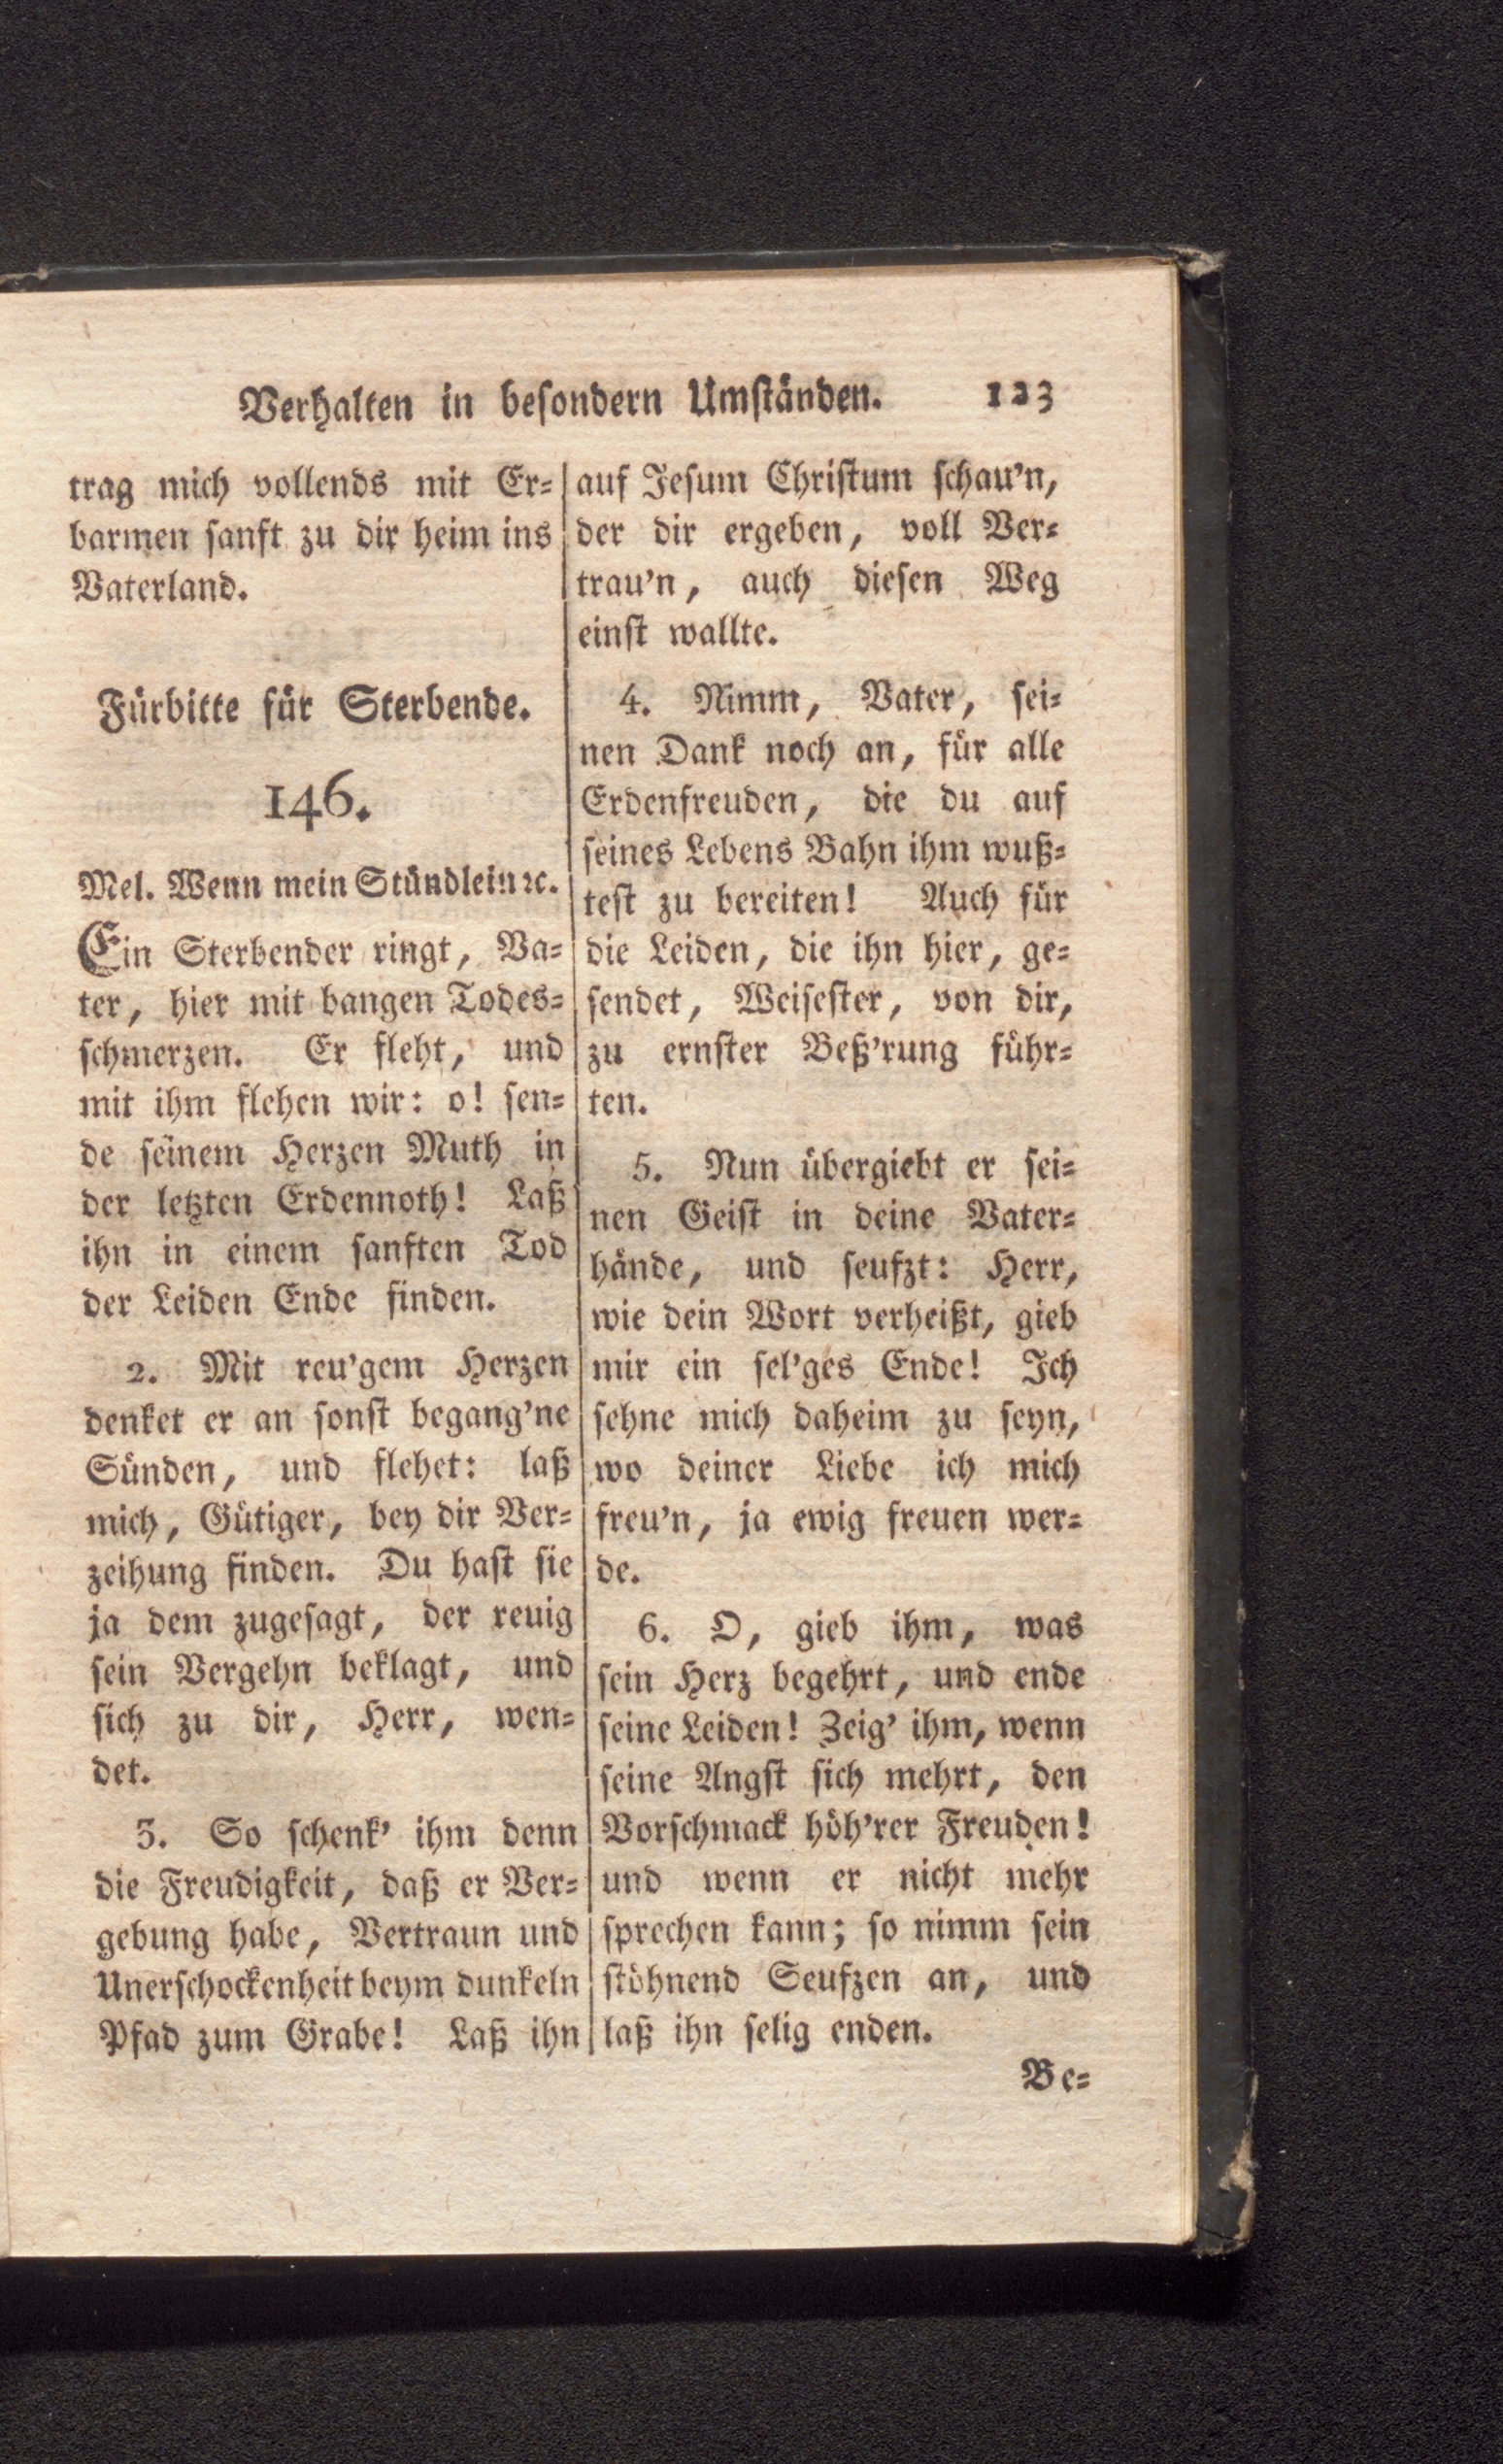 Verhalten in besondern Umständen. 123
trag mich vollends mit Er=
barmen sanft zu dir heim ins
Vaterland.
Fürbitte für Sterbende.
146.
Mel. Wenn mein Stündlein ꝛc.
Ein Sterbender ringt, Va=
ter, hier mit bangen Todes=
schmerzen. Er fleht, und
mit ihm flehen wir: o! sen=
de seinem Herzen Muth in
der letzten Erdennoth! Laß
ihn in einem sanften Tod
der Leiden Ende finden.
2. Mit reu'gem Herzen
denket er an sonst begang'ne
Sünden, und flehet: laß
mich, Gütiger, bey dir Ver=
zeihung finden. Du hast sie
ja dem zugesagt, der reuig
sein Vergehn beklagt, und
sich zu dir, Herr, wen=
det.
3. So schenk' ihm denn
die Freudigkeit, daß er Ver=
gebung habe, Vertraun und
Unerschockenheit beym dunkeln
Pfad zum Grabe! Laß ihn
auf Jesum Christum schau'n,
der dir ergeben, voll Ver=
trau'n, auch diesen Weg
einst wallte.
4. Nimm, Vater, sei=
nen Dank noch an, für alle
Erdenfreuden, die du auf
seines Lebens Bahn ihm wuß=
test zu bereiten! Auch für
die Leiden, die ihn hier, ge=
sendet, Weisester, von dir,
zu ernster Beß'rung führ=
ten.
5. Nun übergiebt er sei=
nen Geist in deine Vater=
hände, und seufzt: Herr,
wie dein Wort verheißt, gieb
mir ein sel'ges Ende! Ich
sehne mich daheim zu seyn,
wo deiner Liebe ich mich
freu'n, ja ewig freuen wer=
de.
6. O, gieb ihm, was
sein Herz begehrt, und ende
seine Leiden! Zeig' ihm, wenn
seine Angst sich mehrt, den
Vorschmack höh'rer Freuden!
und wenn er nicht mehr
sprechen kann; so nimm sein
stöhnend Seufzen an, und
laß ihn selig enden.
Be=